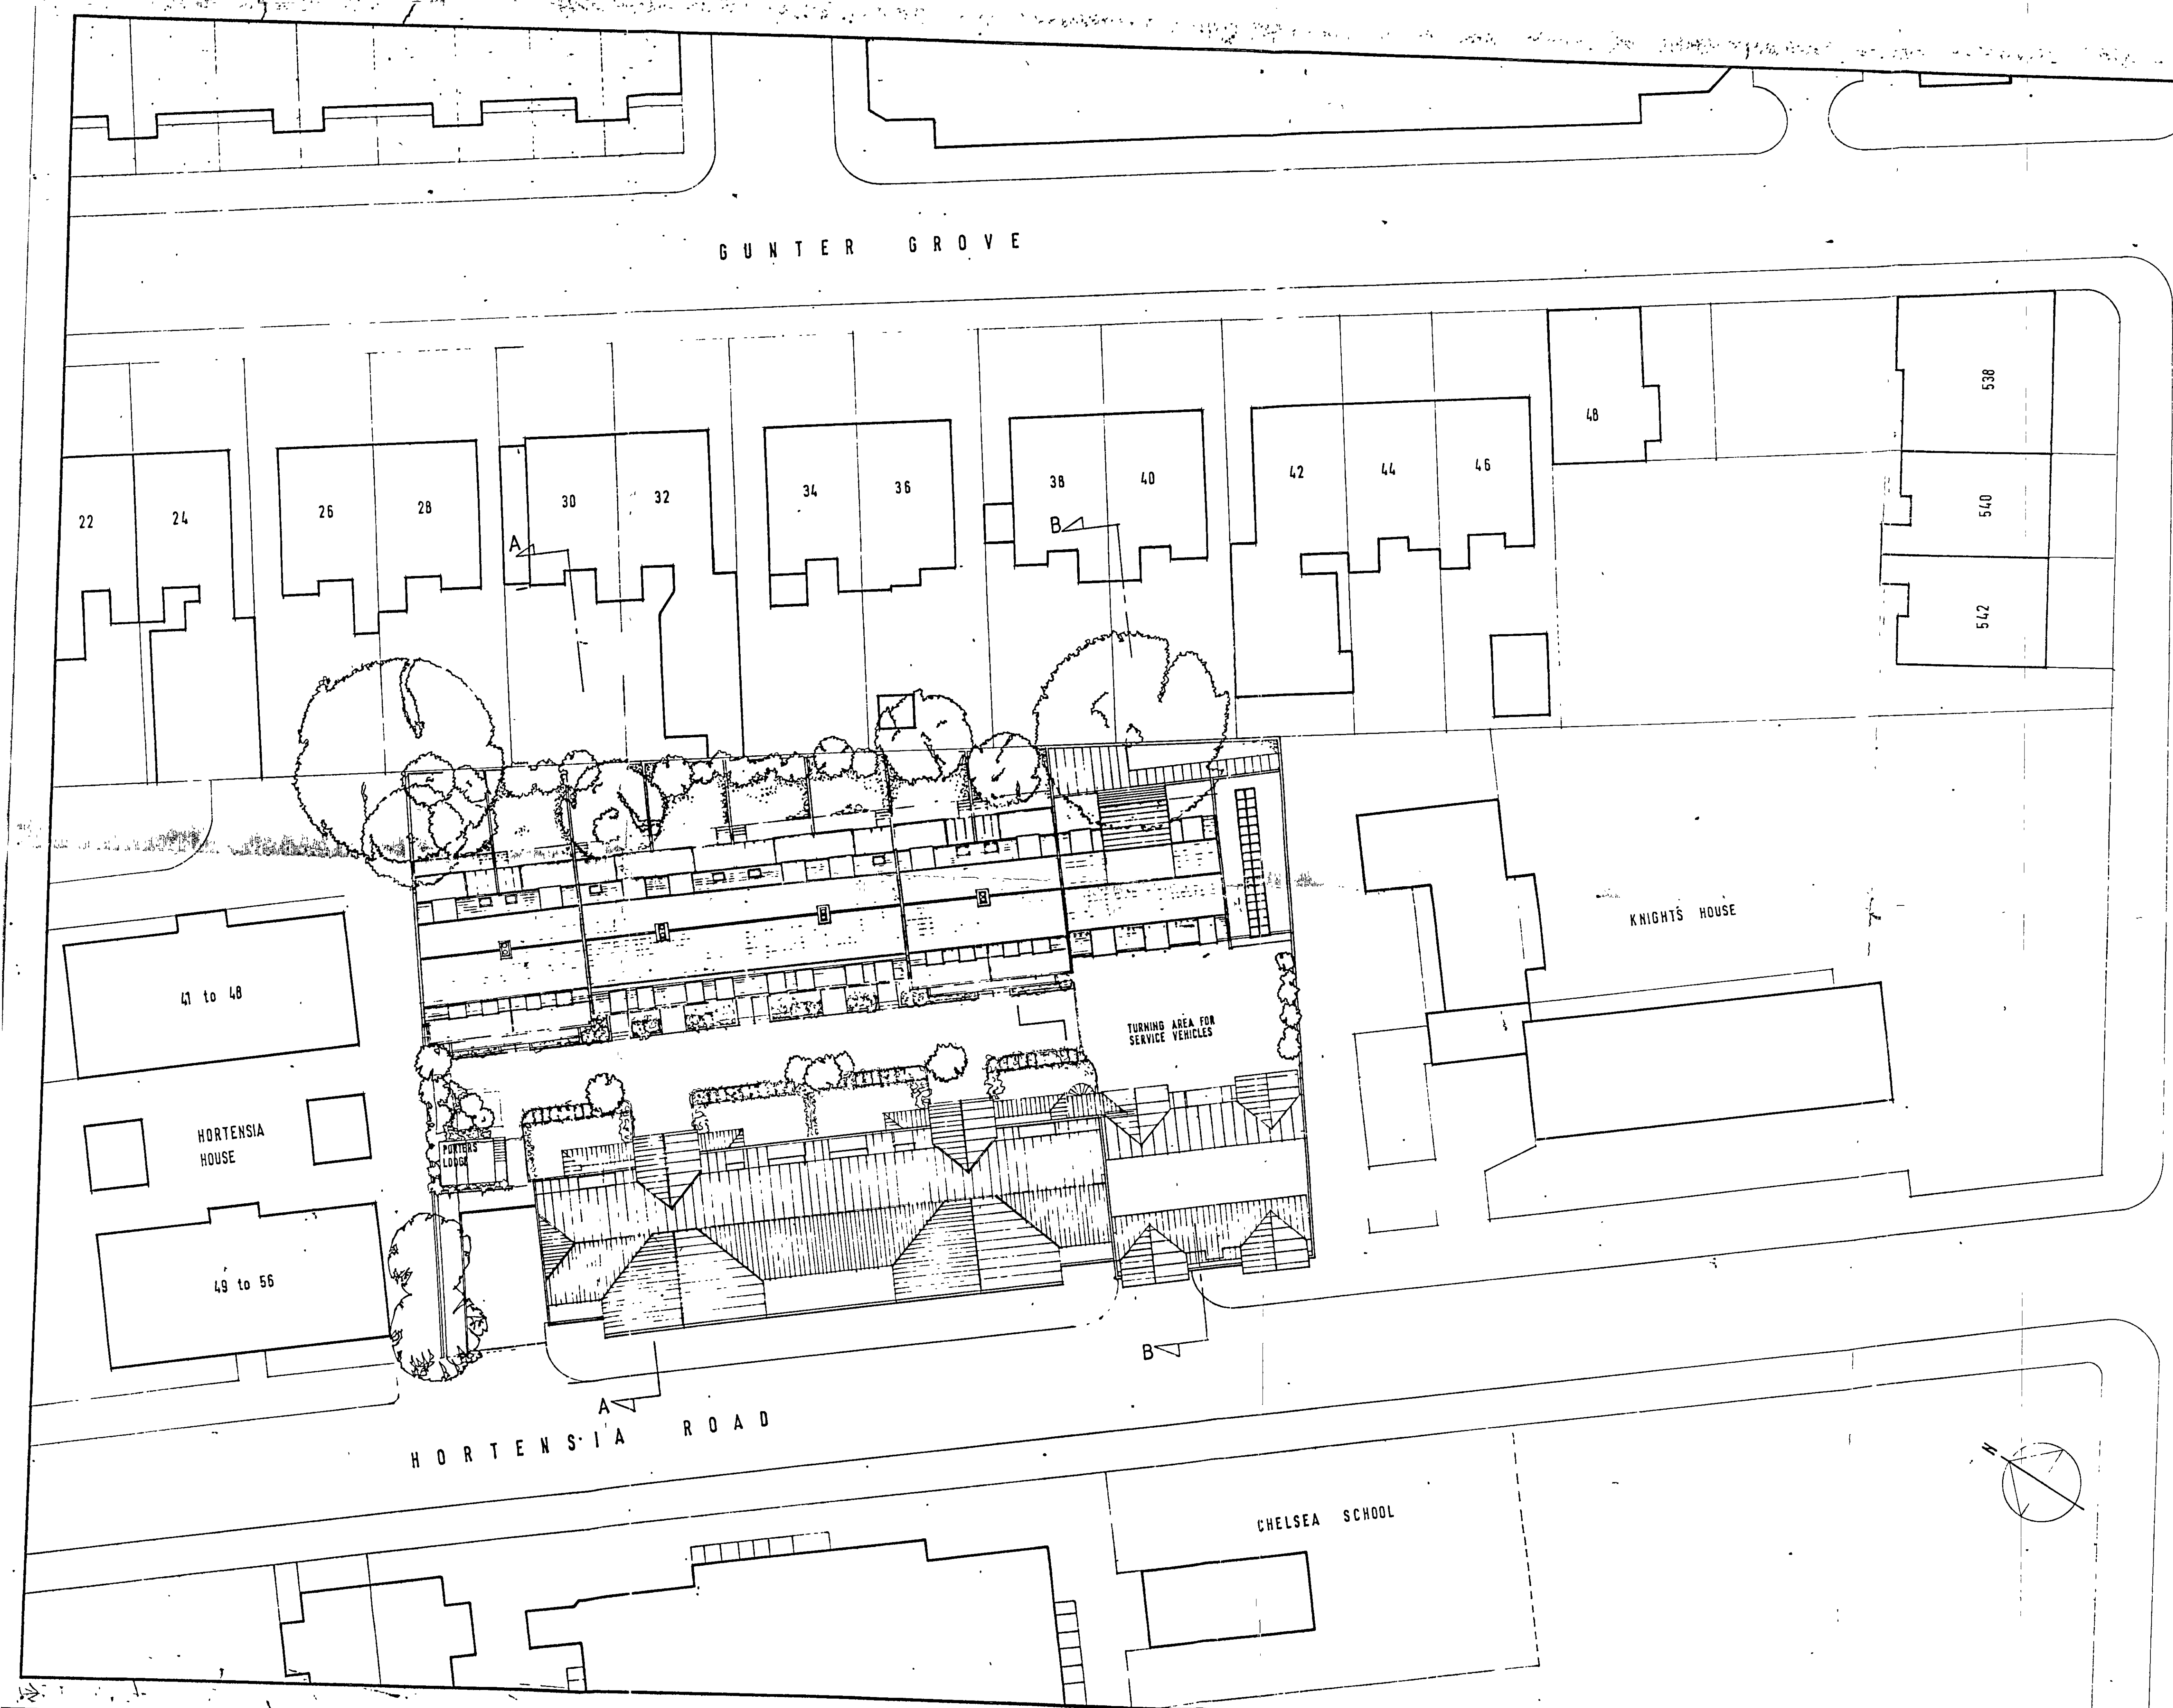 GUNTER GROVE
538
48
46
44
42
40
38
36
34
32
30
28
26
24
22
540
542
A
B
KNIGHTS HOUSE
41 to 48
TURNING AREA FOR
SERVICE VEHICLES
HORTENSIA
HOUSE
PORTERS
LODGE
49 to 56
B
A
HORTENSIA ROAD
N
CHELSEA SCHOOL